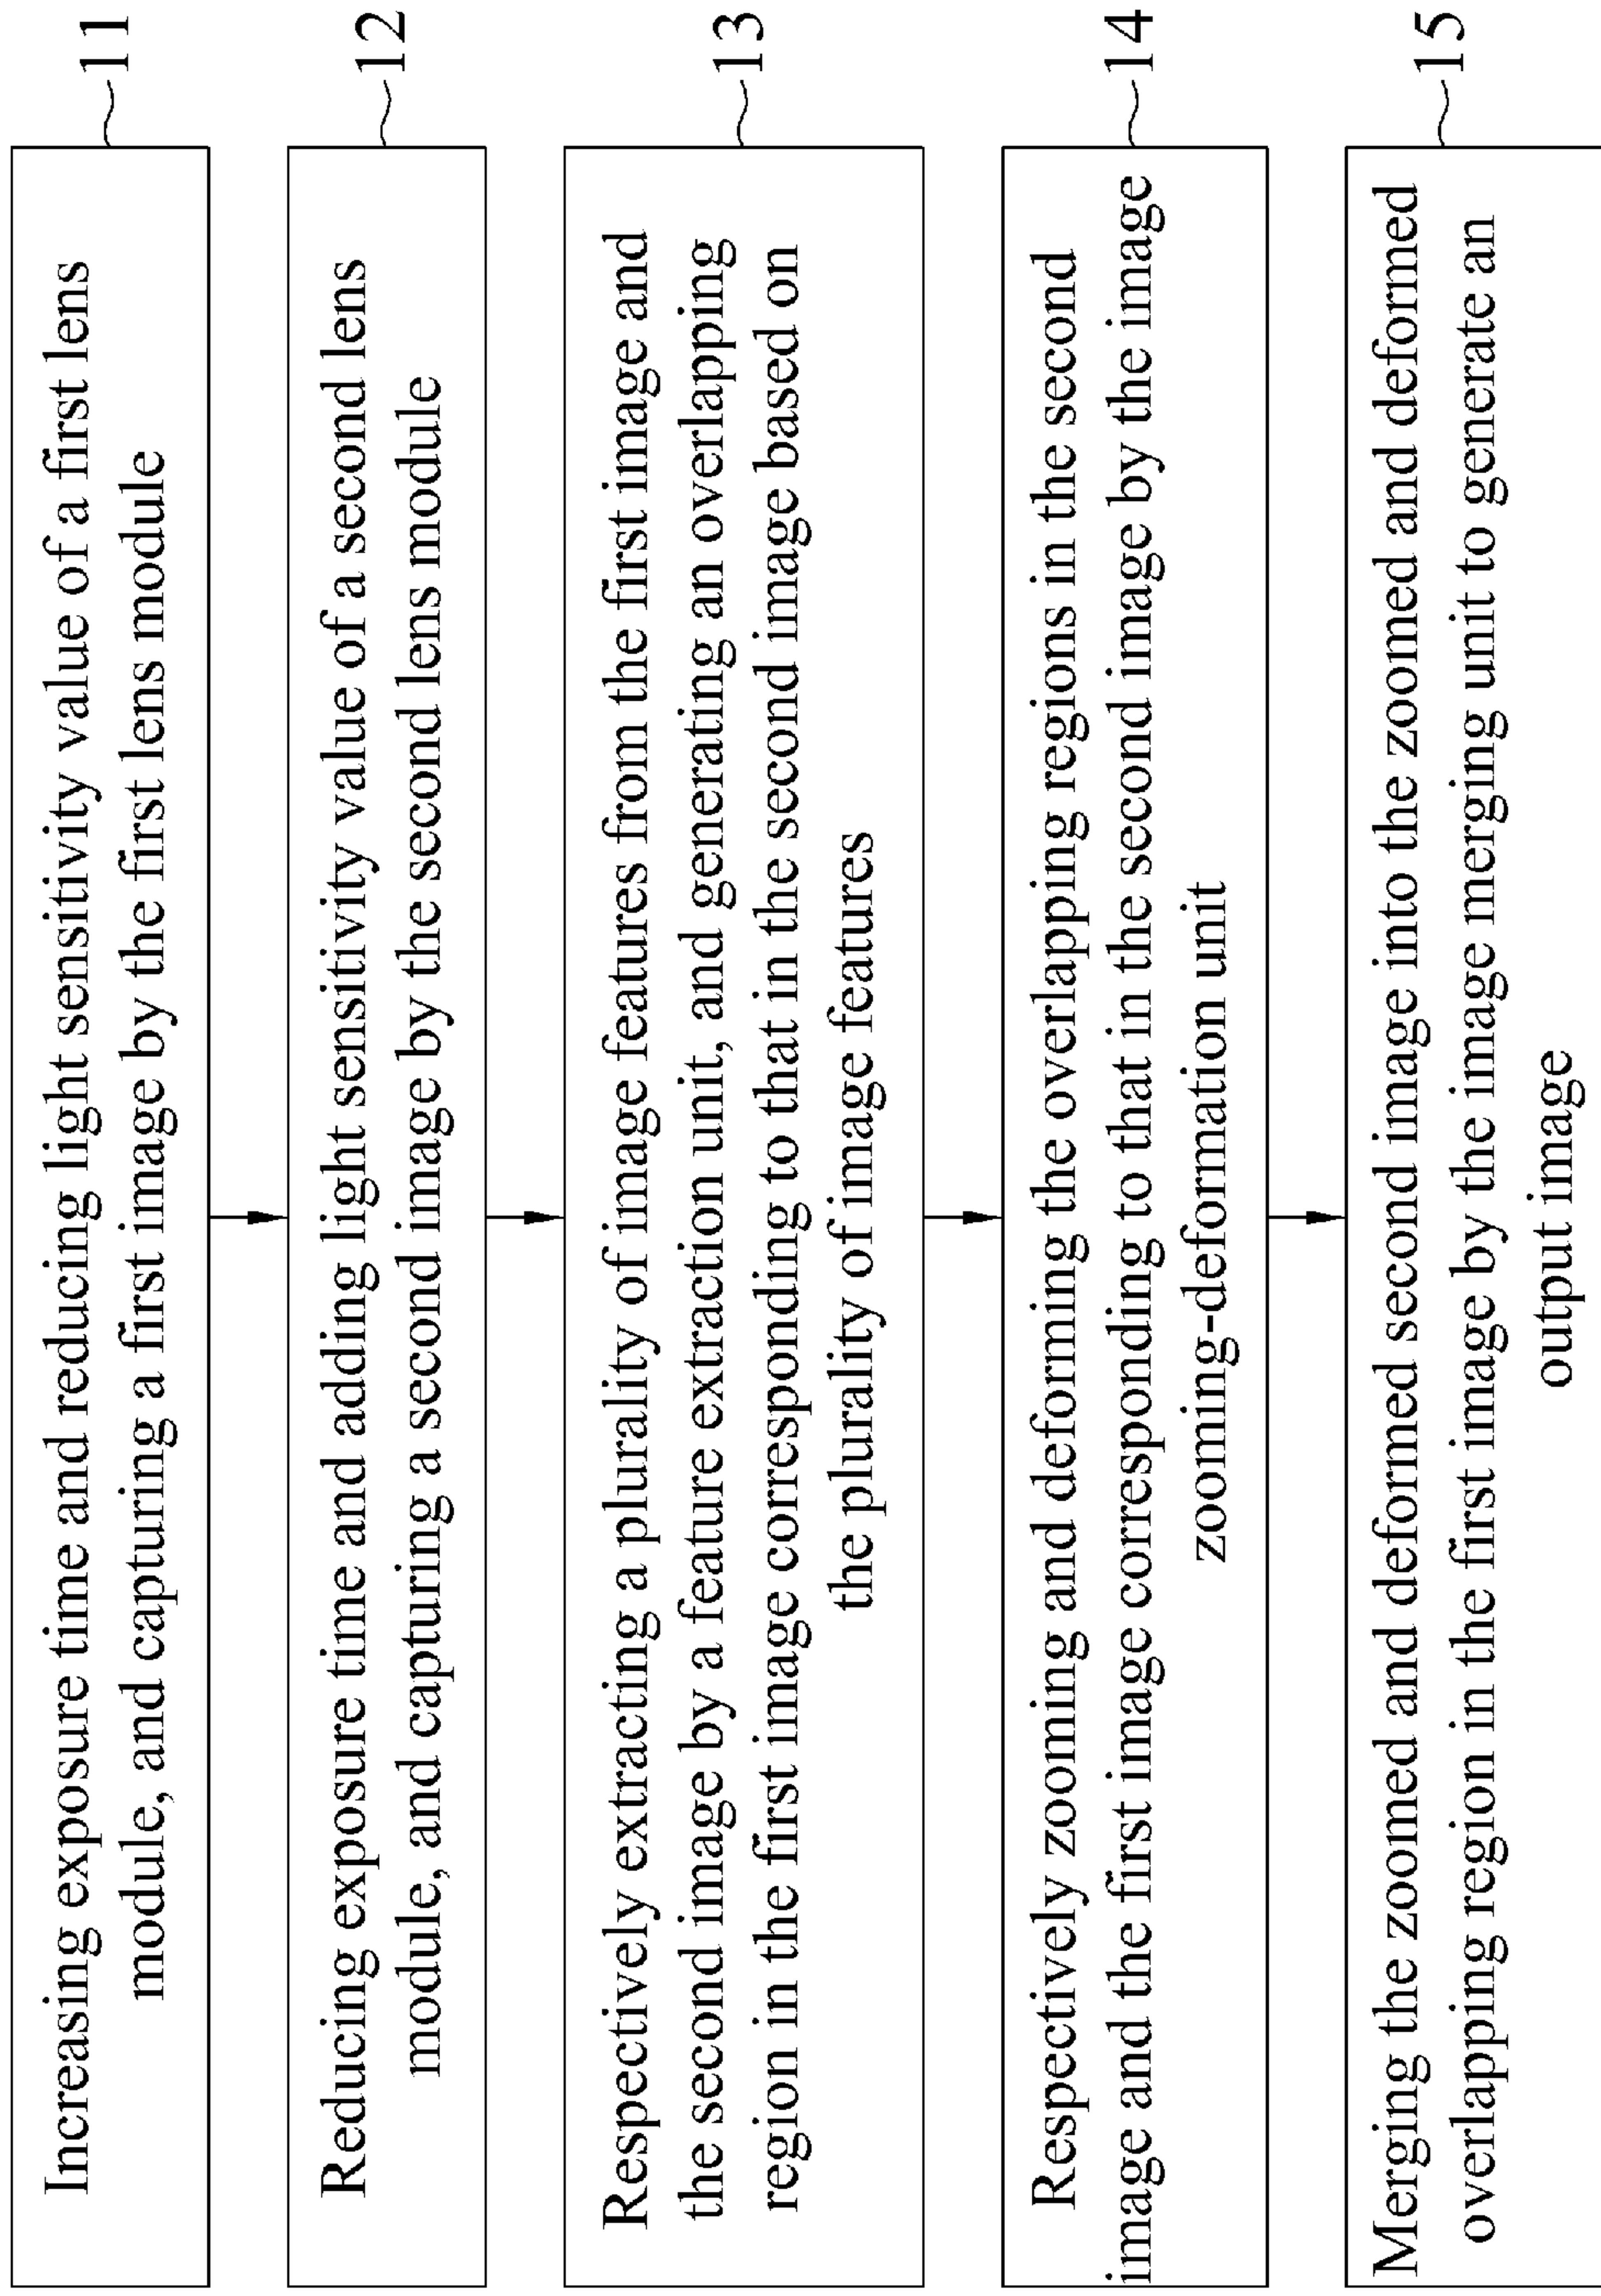 Increasing exposure time and reducing light sensitivity value of a first lens
module, and capturing a first image by the first lens module
11
Reducing exposure time and adding light sensitivity value of a second lens
module, and capturing a second image by the second lens module
12
Respectively extracting a plurality of image features from the first image and
the second image by a feature extraction unit, and generating an overlapping
region in the first image corresponding to that in the second image based on
the plurality of image features
13
Respectively zooming and deforming the overlapping regions in the second
image and the first image corresponding to that in the second image by the image
zooming-deformation unit
14
Merging the zoomed and deformed second image into the zoomed and deformed
overlapping region in the first image by the image merging unit to generate an
output image
15